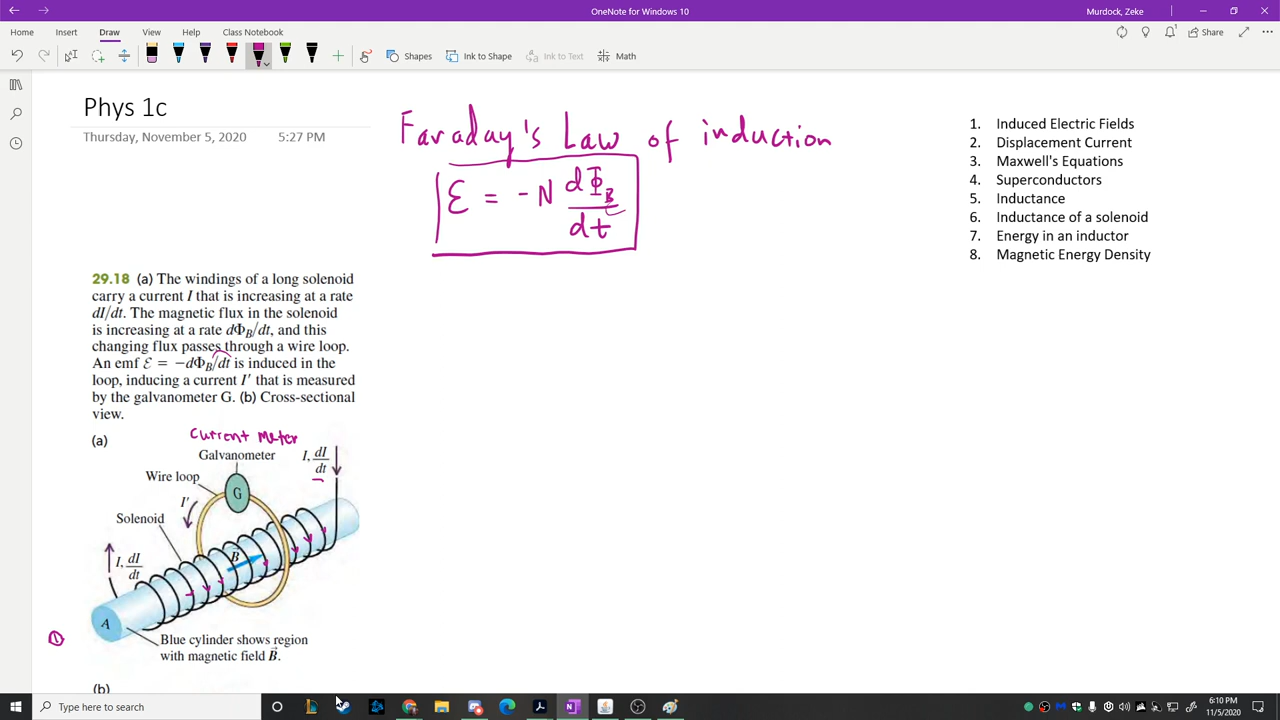 OneNote for Windows 10
Murdock, Zeke
Home Insert Draw View Help Class Notebook
Share
Shapes Ink to Shape Ink to Text Math
Phys 1c
Thursday, November 5, 2020 5:27 PM
Faraday's Law of induction
ℰ = -N dΦ_B/dt
1. Induced Electric Fields
2. Displacement Current
3. Maxwell's Equations
4. Superconductors
5. Inductance
6. Inductance of a solenoid
7. Energy in an inductor
8. Magnetic Energy Density
29.18 (a) The windings of a long solenoid
carry a current I that is increasing at a rate
dI/dt. The magnetic flux in the solenoid
is increasing at a rate dΦ_B/dt, and this
changing flux passes through a wire loop.
An emf ℰ = −dΦ_B/dt is induced in the
loop, inducing a current I′ that is measured
by the galvanometer G. (b) Cross-sectional
view.
(a)
Current Meter
Galvanometer
I, dI/dt
Wire loop
G
I′
Solenoid
B⃗
I, dI/dt
A
Blue cylinder shows region
with magnetic field B⃗.
(b)
Type here to search
6:10 PM
11/5/2020